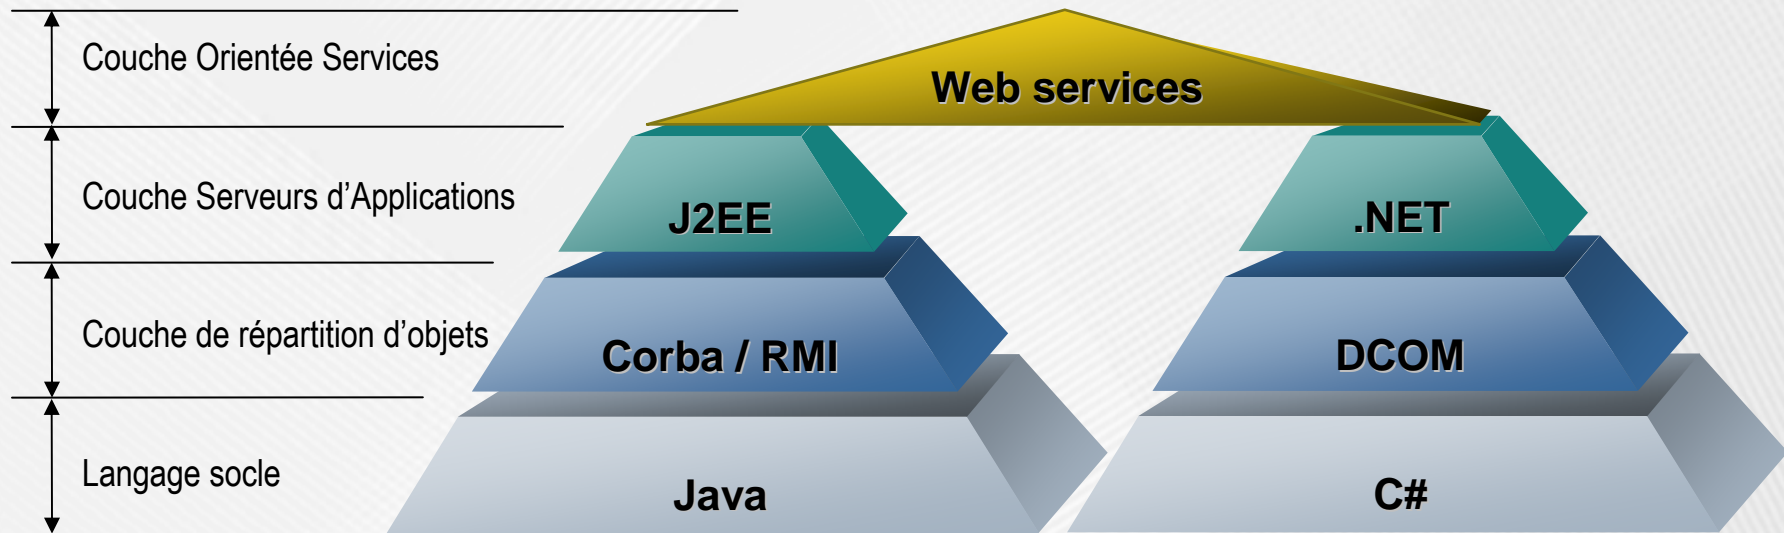 Couche Orientée Services
Web services
Couche Serveurs d’Applications
J2EE
.NET
Couche de répartition d’objets
Corba / RMI
DCOM
Langage socle
Java
C#